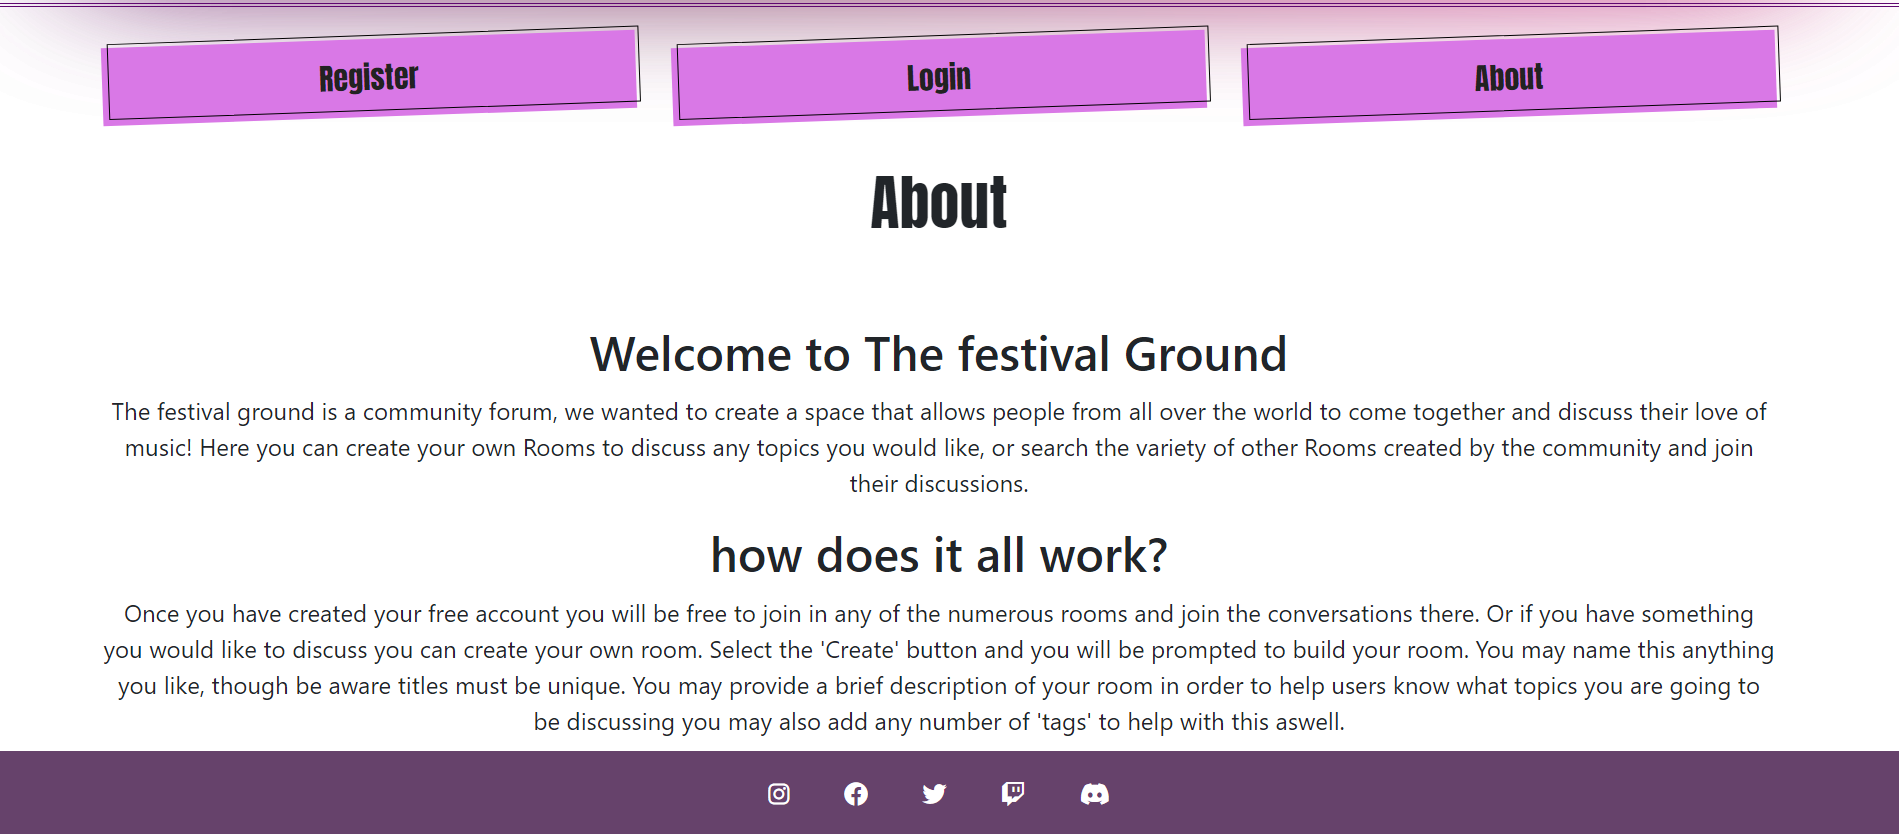 Register
Login
About
About
Welcome to The festival Ground
The festival ground is a community forum, we wanted to create a space that allows people from all over the world to come together and discuss their love of
music! Here you can create your own Rooms to discuss any topics you would like, or search the variety of other Rooms created by the community and join
their discussions.
how does it all work?
Once you have created your free account you will be free to join in any of the numerous rooms and join the conversations there. Or if you have something
you would like to discuss you can create your own room. Select the 'Create' button and you will be prompted to build your room. You may name this anything
you like, though be aware titles must be unique. You may provide a brief description of your room in order to help users know what topics you are going to
be discussing you may also add any number of 'tags' to help with this aswell.